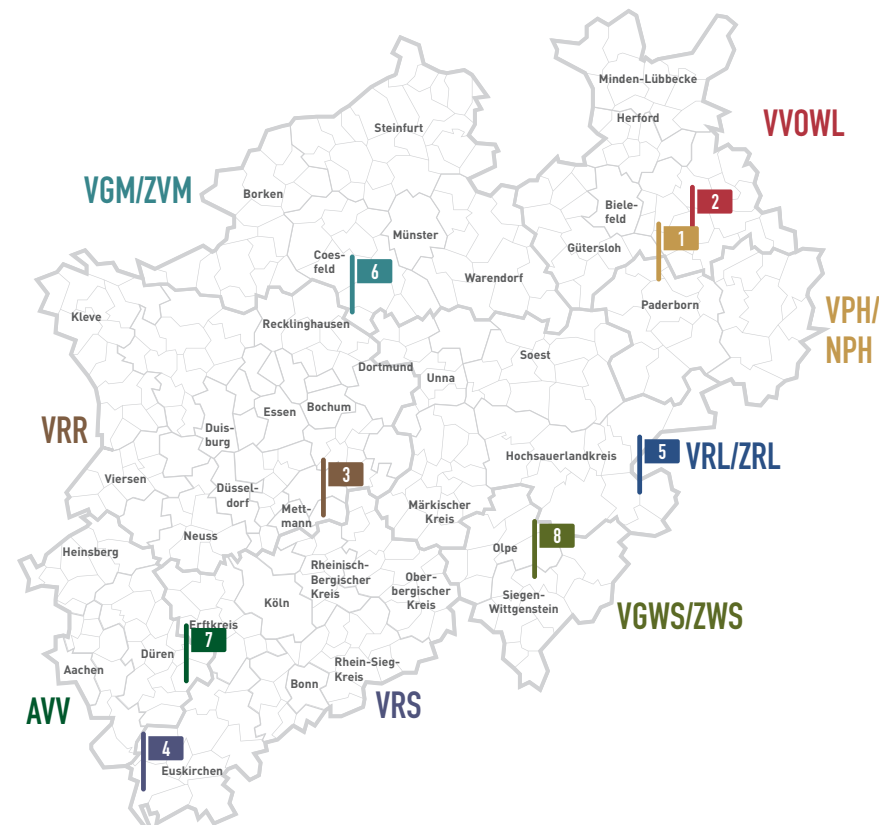 Minden-Lübbecke
Herford
VVOWL
Steinfurt
VGM/ZVM
Borken
Biele-
feld
2
Münster
1
Gütersloh
Coes-
feld
6
Warendorf
Paderborn
VPH/
NPH
Kleve
Recklinghausen
Soest
Dortmund
Unna
Essen
Bochum
VRR
Duis-
burg
Hochsauerlandkreis
5
VRL/ZRL
Viersen
Düssel-
dorf
3
Mett-
mann
Märkischer
Kreis
Neuss
8
Olpe
Heinsberg
Rheinisch-
Bergischer
Kreis
Ober-
bergischer
Kreis
Siegen-
Wittgenstein
VGWS/ZWS
Köln
Erftkreis
7
Düren
Aachen
Rhein-Sieg-
Kreis
Bonn
AVV
VRS
4
Euskirchen